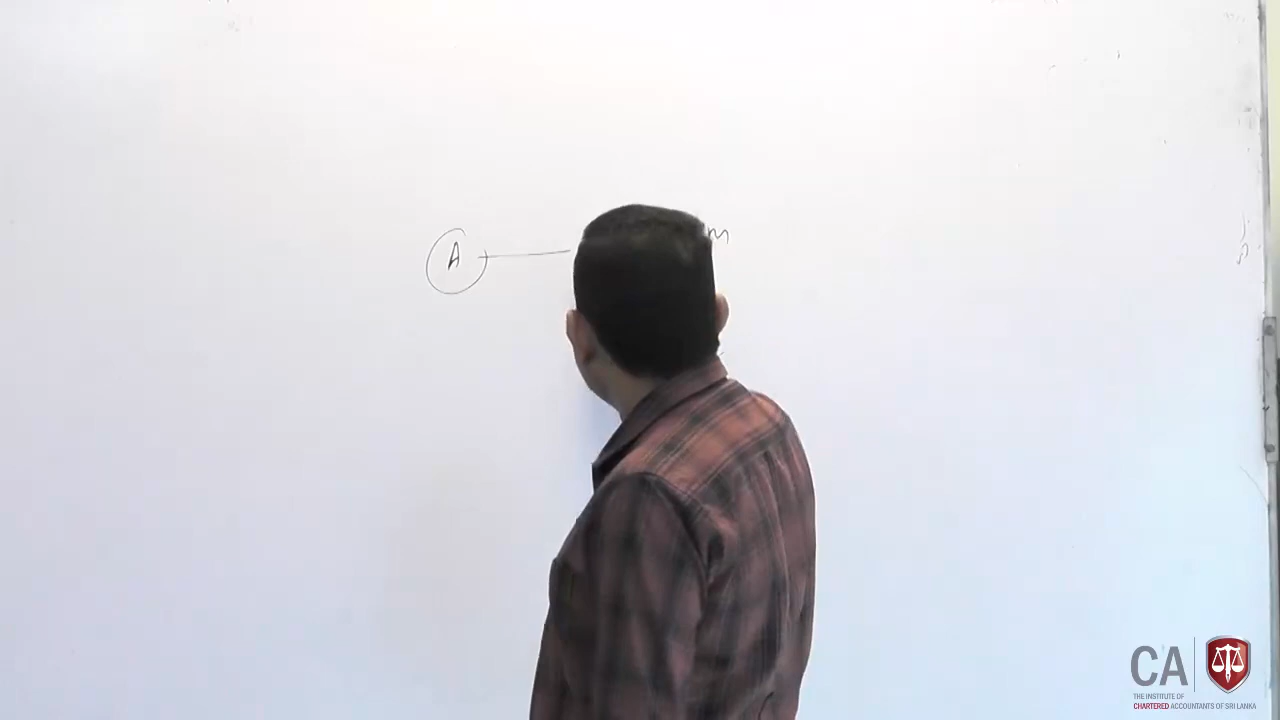 A
m
CA
THE INSTITUTE OF
CHARTERED ACCOUNTANTS OF SRI LANKA